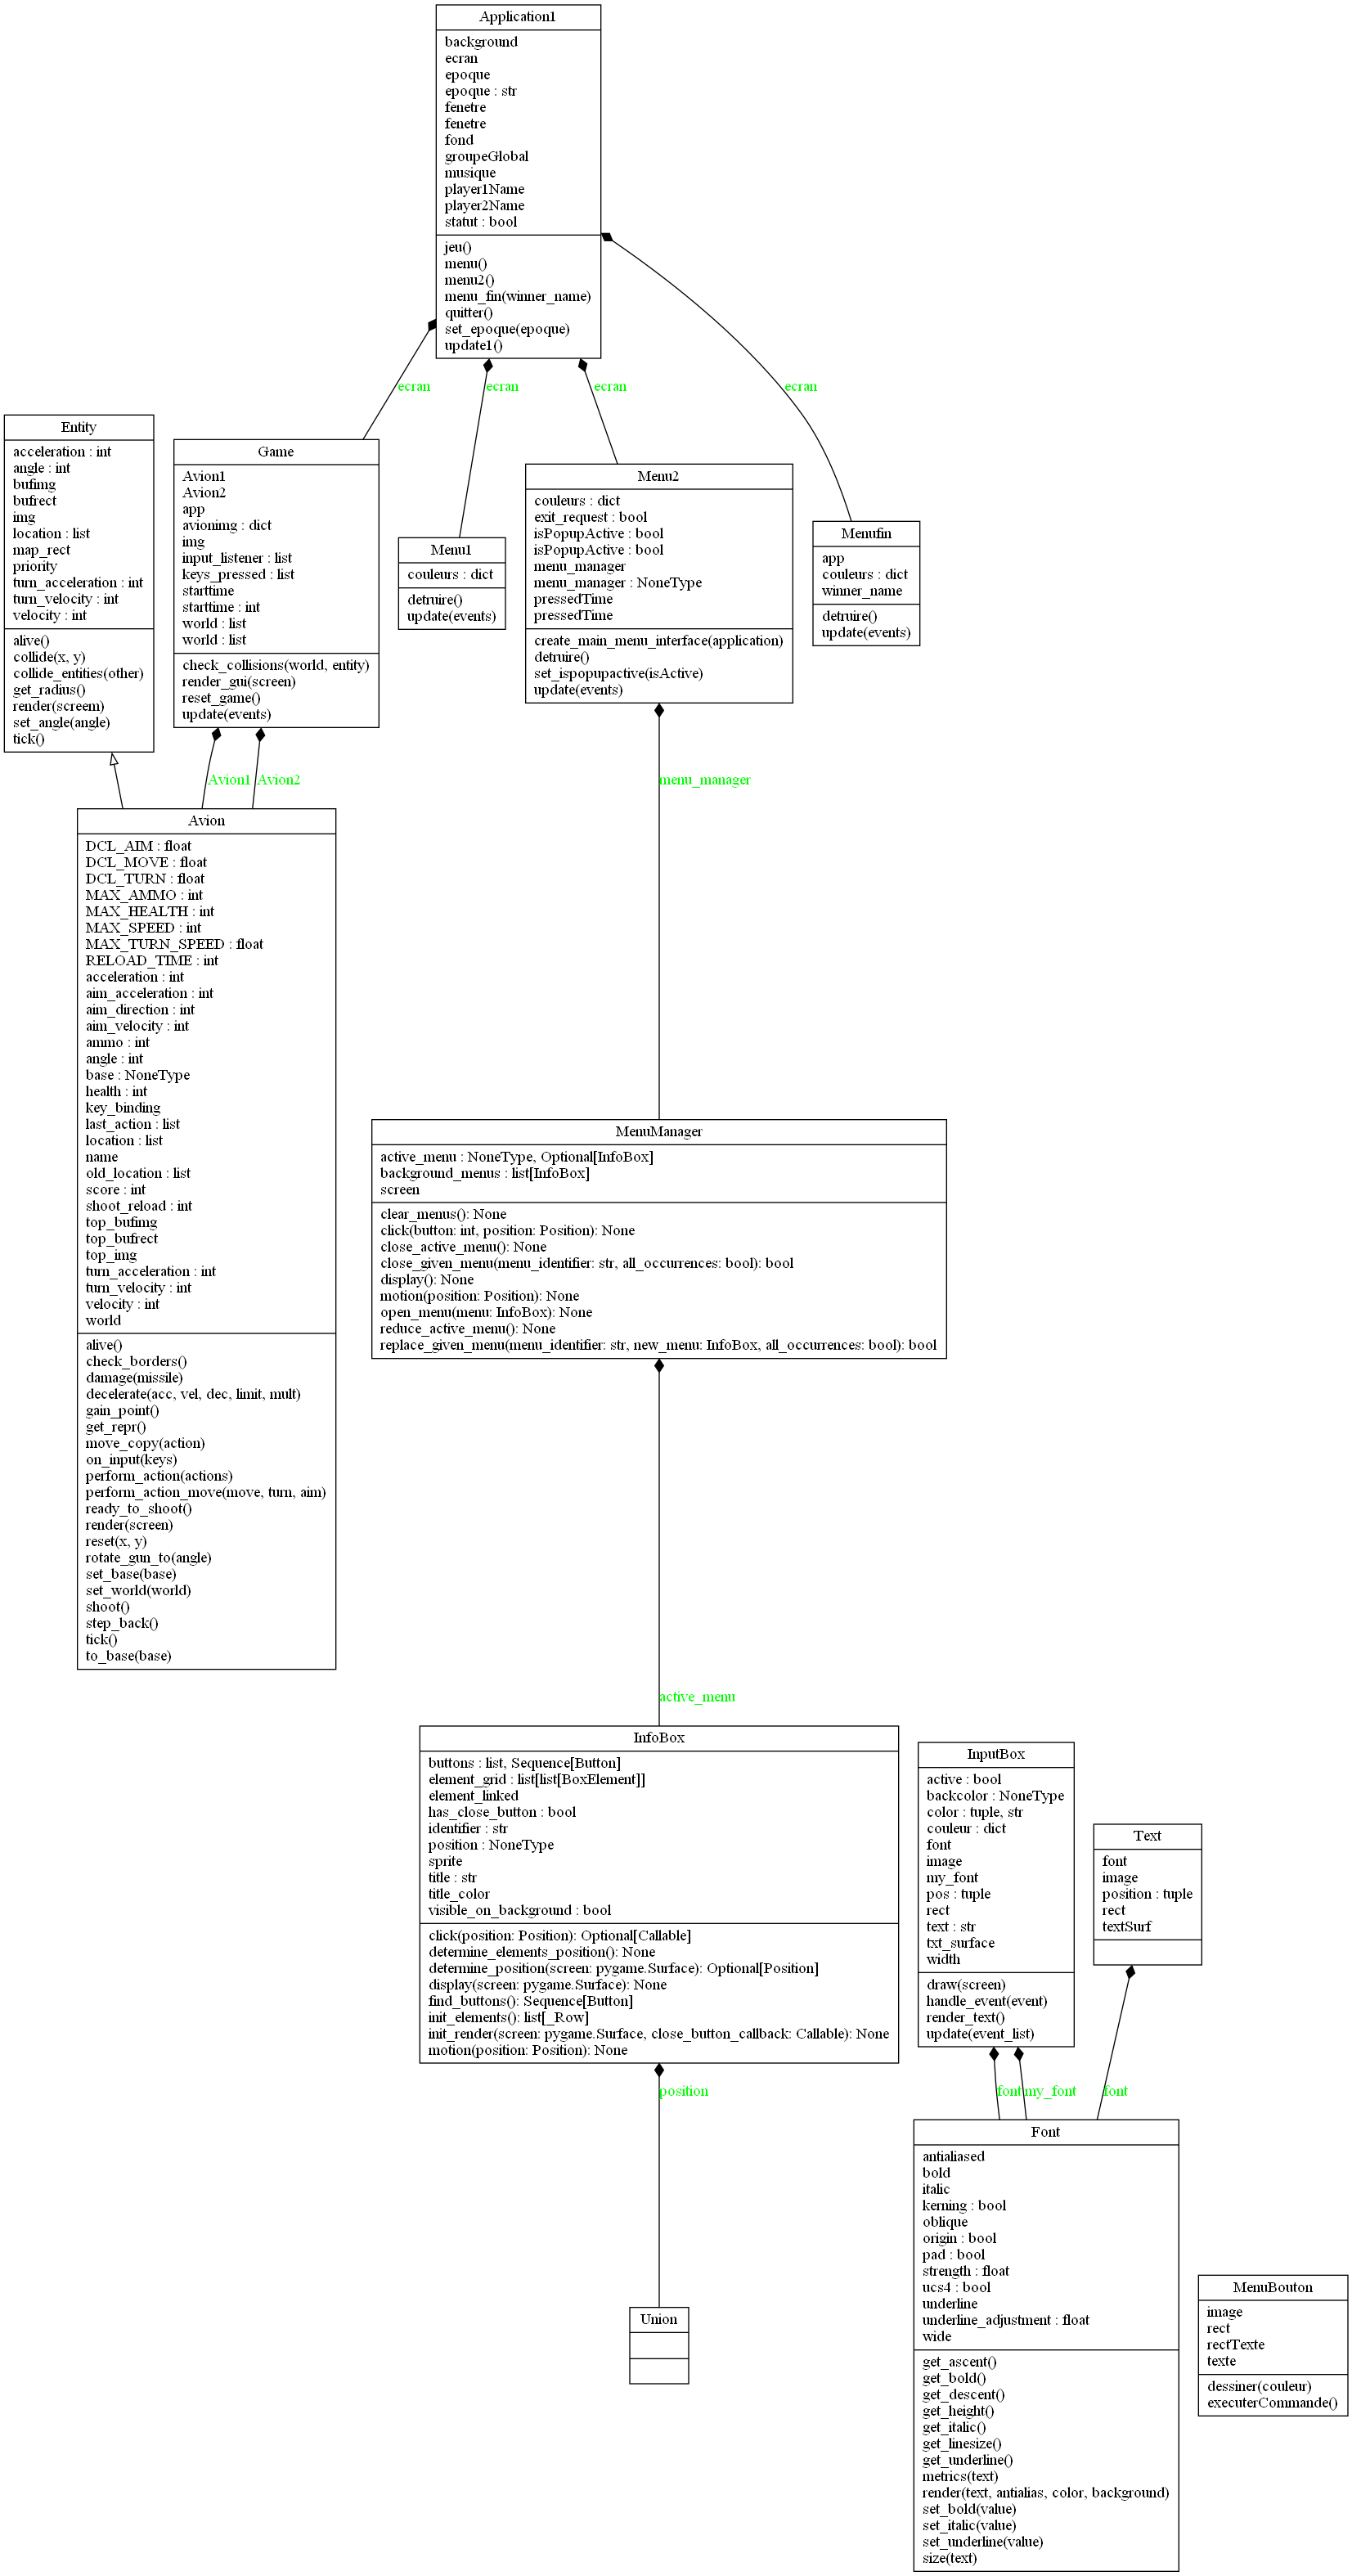 Application1
background
ecran
epoque
epoque : str
fenetre
fenetre
fond
groupeGlobal
musique
player1Name
player2Name
statut : bool
jeu()
menu()
menu2()
menu_fin(winner_name)
quitter()
set_epoque(epoque)
update1()
ecran
ecran
ecran
ecran
Entity
acceleration : int
angle : int
bufimg
bufrect
img
location : list
map_rect
priority
turn_acceleration : int
turn_velocity : int
velocity : int
alive()
collide(x, y)
collide_entities(other)
get_radius()
render(screem)
set_angle(angle)
tick()
Game
Avion1
Avion2
app
avionimg : dict
img
input_listener : list
keys_pressed : list
starttime
starttime : int
world : list
world : list
check_collisions(world, entity)
render_gui(screen)
reset_game()
update(events)
Menu1
couleurs : dict
detruire()
update(events)
Menu2
couleurs : dict
exit_request : bool
isPopupActive : bool
isPopupActive : bool
menu_manager
menu_manager : NoneType
pressedTime
pressedTime
create_main_menu_interface(application)
detruire()
set_ispopupactive(isActive)
update(events)
Menufin
app
couleurs : dict
winner_name
detruire()
update(events)
Avion1
Avion2
menu_manager
Avion
DCL_AIM : float
DCL_MOVE : float
DCL_TURN : float
MAX_AMMO : int
MAX_HEALTH : int
MAX_SPEED : int
MAX_TURN_SPEED : float
RELOAD_TIME : int
acceleration : int
aim_acceleration : int
aim_direction : int
aim_velocity : int
ammo : int
angle : int
base : NoneType
health : int
key_binding
last_action : list
location : list
name
old_location : list
score : int
shoot_reload : int
top_bufimg
top_bufrect
top_img
turn_acceleration : int
turn_velocity : int
velocity : int
world
alive()
check_borders()
damage(missile)
decelerate(acc, vel, dec, limit, mult)
gain_point()
get_repr()
move_copy(action)
on_input(keys)
perform_action(actions)
perform_action_move(move, turn, aim)
ready_to_shoot()
render(screen)
reset(x, y)
rotate_gun_to(angle)
set_base(base)
set_world(world)
shoot()
step_back()
tick()
to_base(base)
MenuManager
active_menu : NoneType, Optional[InfoBox]
background_menus : list[InfoBox]
screen
clear_menus(): None
click(button: int, position: Position): None
close_active_menu(): None
close_given_menu(menu_identifier: str, all_occurrences: bool): bool
display(): None
motion(position: Position): None
open_menu(menu: InfoBox): None
reduce_active_menu(): None
replace_given_menu(menu_identifier: str, new_menu: InfoBox, all_occurrences: bool): bool
active_menu
InfoBox
buttons : list, Sequence[Button]
element_grid : list[list[BoxElement]]
element_linked
has_close_button : bool
identifier : str
position : NoneType
sprite
title : str
title_color
visible_on_background : bool
click(position: Position): Optional[Callable]
determine_elements_position(): None
determine_position(screen: pygame.Surface): Optional[Position]
display(screen: pygame.Surface): None
find_buttons(): Sequence[Button]
init_elements(): list[_Row]
init_render(screen: pygame.Surface, close_button_callback: Callable): None
motion(position: Position): None
InputBox
active : bool
backcolor : NoneType
color : tuple, str
couleur : dict
font
image
my_font
pos : tuple
rect
text : str
txt_surface
width
draw(screen)
handle_event(event)
render_text()
update(event_list)
Text
font
image
position : tuple
rect
textSurf
position
font
my_font
font
Union
Font
antialiased
bold
italic
kerning : bool
oblique
origin : bool
pad : bool
strength : float
ucs4 : bool
underline
underline_adjustment : float
wide
get_ascent()
get_bold()
get_descent()
get_height()
get_italic()
get_linesize()
get_underline()
metrics(text)
render(text, antialias, color, background)
set_bold(value)
set_italic(value)
set_underline(value)
size(text)
MenuBouton
image
rect
rectTexte
texte
dessiner(couleur)
executerCommande()